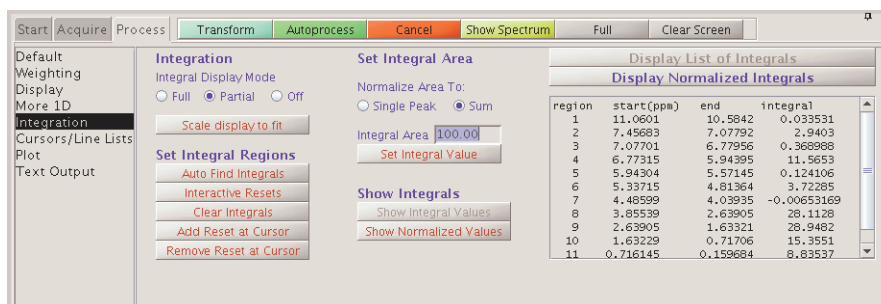 Start Acquire Process Transform Autoprocess Cancel Show Spectrum Full Clear Screen
Default
Weighting
Display
More 1D
Integration
Cursors/Line Lists
Plot
Text Output
Integration
Integral Display Mode
Full Partial Off
Scale display to fit
Set Integral Regions
Auto Find Integrals
Interactive Resets
Clear Integrals
Add Reset at Cursor
Remove Reset at Cursor
Set Integral Area
Normalize Area To:
Single Peak Sum
Integral Area 100.00
Set Integral Value
Show Integrals
Show Integral Values
Show Normalized Values
Display List of Integrals
Display Normalized Integrals
region start(ppm) end integral
1 11.0601 10.5842 0.033531
2 7.45683 7.07792 2.9403
3 7.07701 6.77956 0.368988
4 6.77315 5.94395 11.5653
5 5.94304 5.57145 0.124106
6 5.33715 4.81364 3.72285
7 4.48599 4.03935 -0.00653169
8 3.85539 2.63905 28.1128
9 2.63905 1.63321 28.9482
10 1.63229 0.71706 15.3551
11 0.716145 0.159684 8.83537